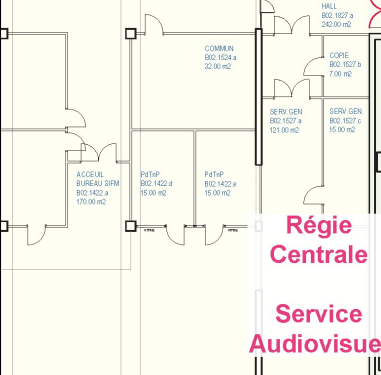 HALL
B02.1827.a
242.00 m2
COMMUN
B02.1524.a
32.00 m2
COPIE
B02.1527.b
7.00 m2
SERV.GEN.
B02.1527.a
121.00 m2
SERV.GEN.
B02.1527.c
15.00 m2
ACCEUIL
BUREAU SIFM
B02.1422.a
170.00 m2
PdTnP
B02.1422.d
15.00 m2
PdTnP
B02.1422.e
15.00 m2
Régie
Centrale
Service
Audiovisue